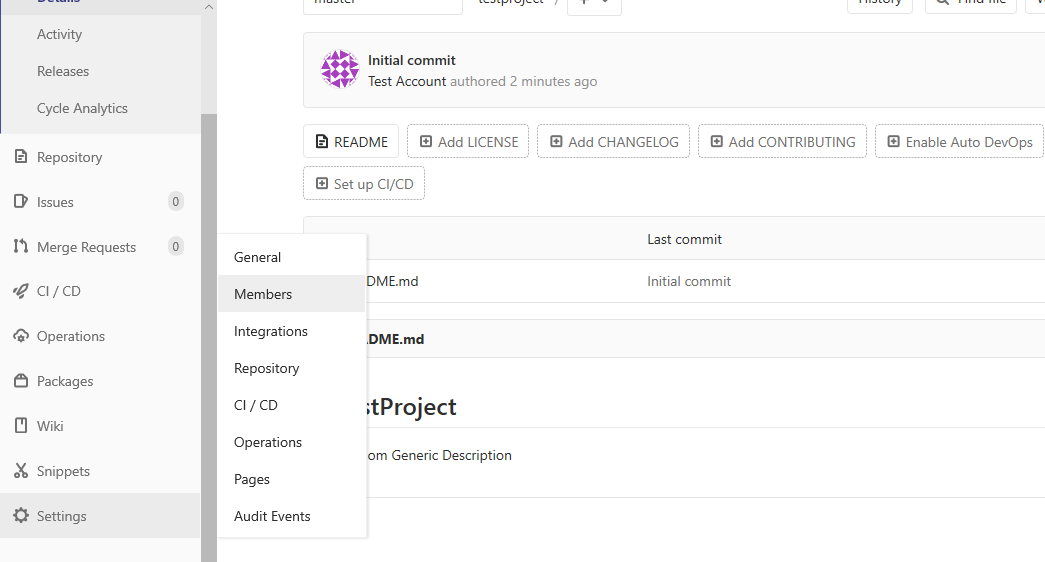 Details
Activity
Releases
Cycle Analytics
Repository
Issues 0
Merge Requests 0
CI / CD
Operations
Packages
Wiki
Snippets
Settings
General
Members
Integrations
Repository
CI / CD
Operations
Pages
Audit Events
master testproject / + History Find file
Initial commit
Test Account authored 2 minutes ago
README Add LICENSE Add CHANGELOG Add CONTRIBUTING Enable Auto DevOps
Set up CI/CD
Last commit
DME.md Initial commit
DME.md
stProject
om Generic Description